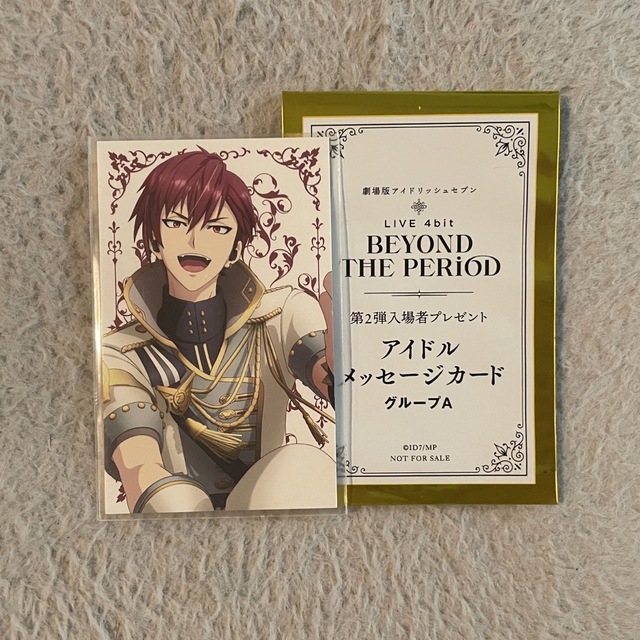 劇場版アイドリッシュセブン
LIVE 4bit
BEYOND
THE PERiOD
第2弾入場者プレゼント
アイドル
メッセージカード
グループA
©ID7/MP
NOT FOR SALE